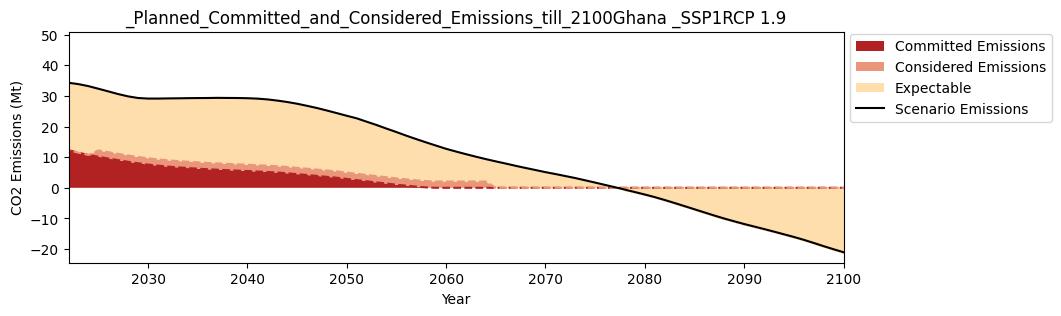 _Planned_Committed_and_Considered_Emissions_till_2100Ghana _SSP1RCP 1.9
50
40
30
20
10
0
−10
−20
CO2 Emissions (Mt)
2030 2040 2050 2060 2070 2080 2090 2100
Year
Committed Emissions
Considered Emissions
Expectable
Scenario Emissions